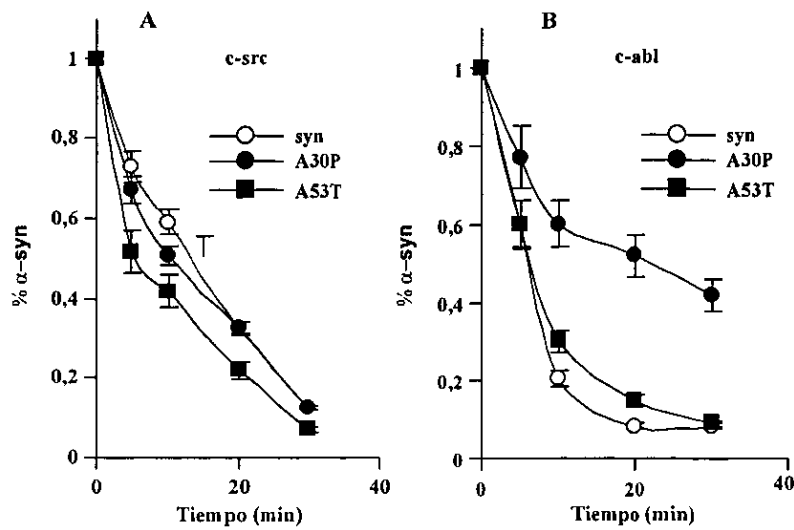 A
c-src
1
0,8
0,6
0,4
0,2
0
% α-syn
syn
A30P
A53T
0
20
40
Tiempo (min)
B
c-abl
1
0,8
0,6
0,4
0,2
0
% α-syn
syn
A30P
A53T
0
20
40
Tiempo (min)